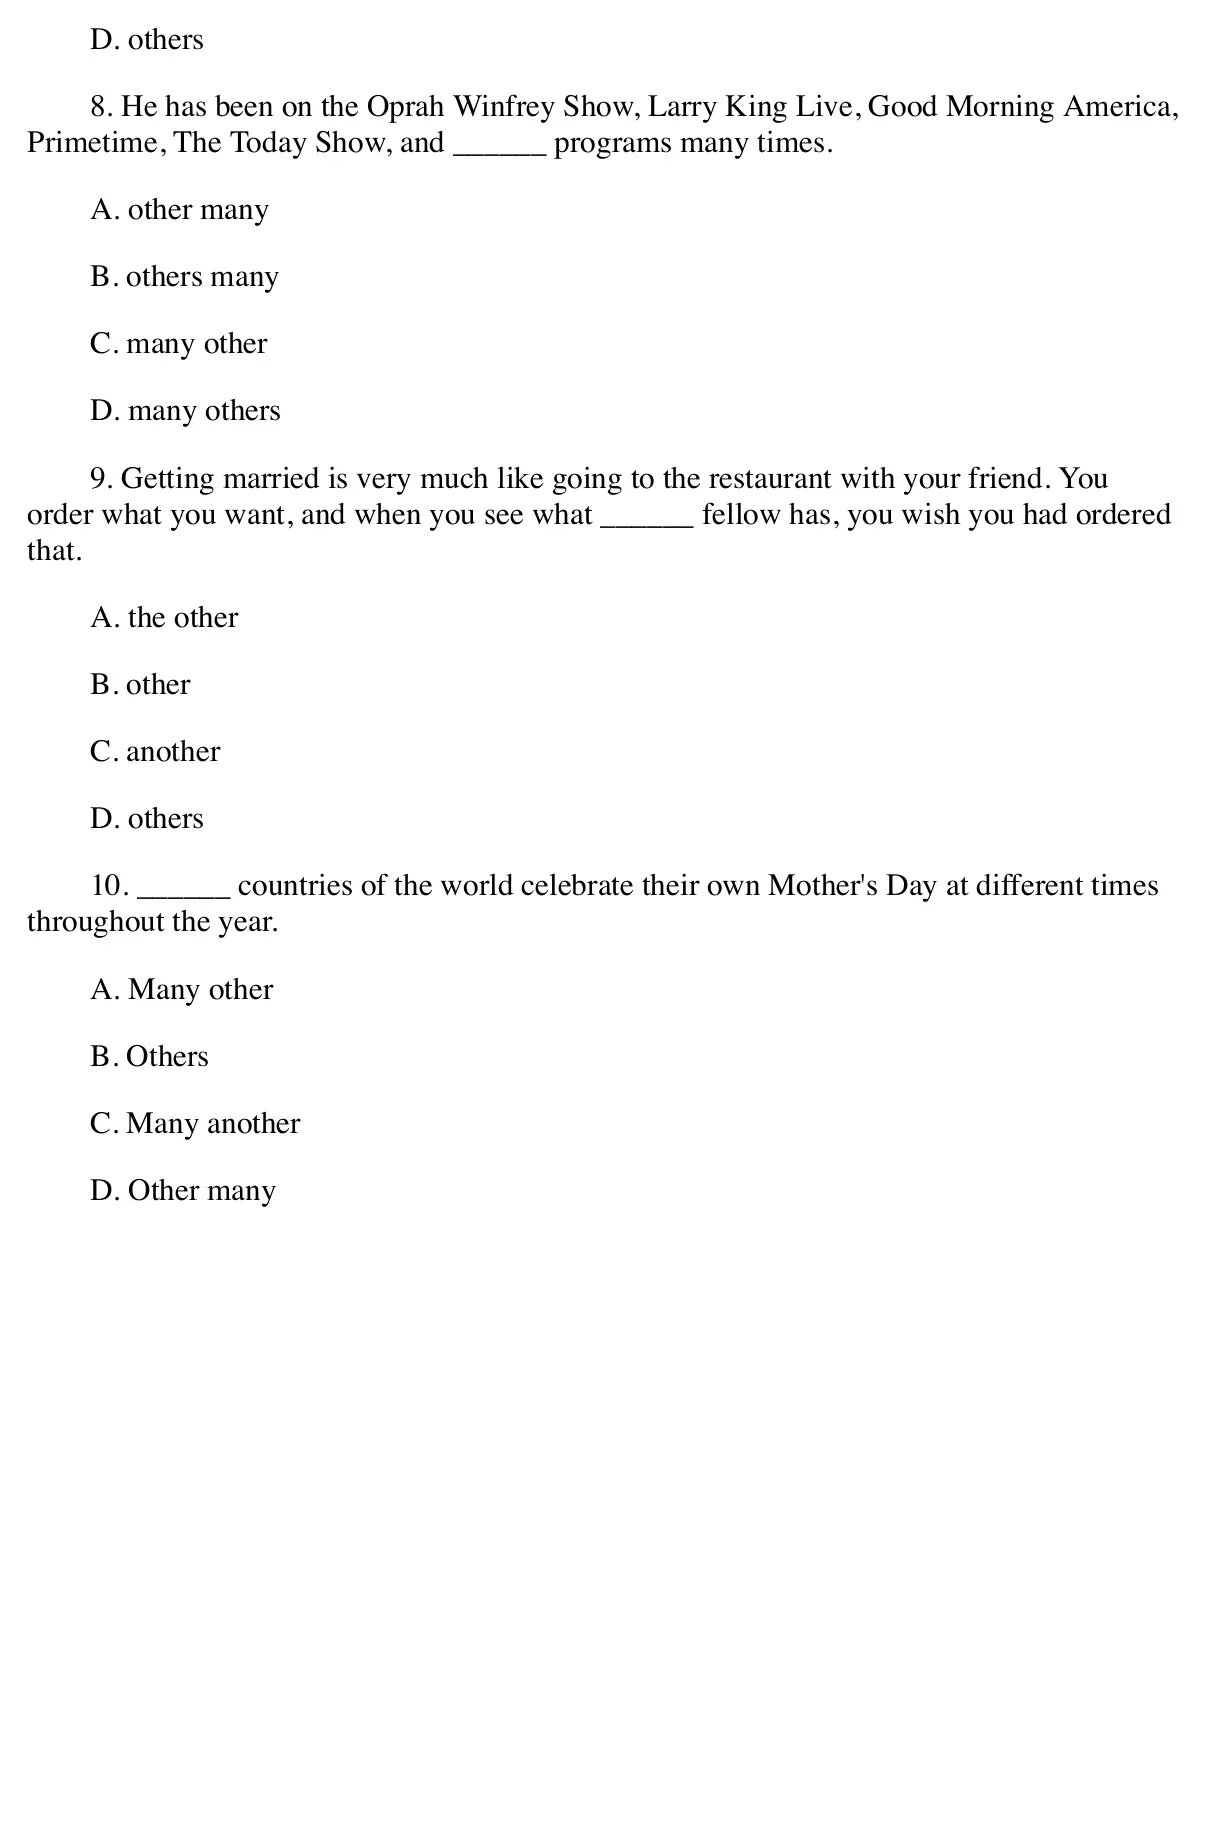 D. others
8. He has been on the Oprah Winfrey Show, Larry King Live, Good Morning America,
Primetime, The Today Show, and ______ programs many times.
A. other many
B. others many
C. many other
D. many others
9. Getting married is very much like going to the restaurant with your friend. You
order what you want, and when you see what ______ fellow has, you wish you had ordered
that.
A. the other
B. other
C. another
D. others
10. ______ countries of the world celebrate their own Mother's Day at different times
throughout the year.
A. Many other
B. Others
C. Many another
D. Other many